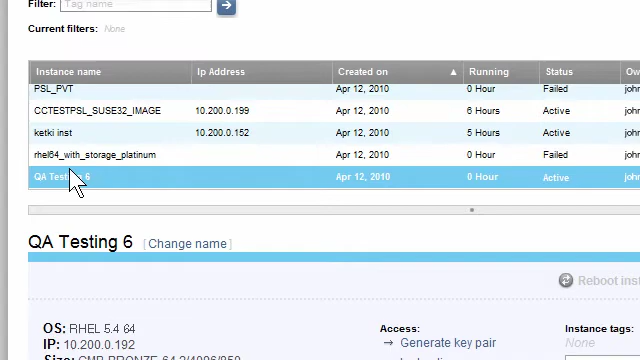 Filter: Tag name
Current filters: None
Instance name Ip Address Created on Running Status
PSL_PVT Apr 12, 2010 0 Hour Failed
CCTESTPSL_SUSE32_IMAGE 10.200.0.199 Apr 12, 2010 6 Hours Active
ketki inst 10.200.0.152 Apr 12, 2010 5 Hours Active
rhel64_with_storage_platinum Apr 12, 2010 0 Hour Failed
QA Testing 6 Apr 12, 2010 0 Hour Active
QA Testing 6 [Change name]
Reboot
OS: RHEL 5.4 64 Access: Instance tags:
IP: 10.200.0.192 → Generate key pair None
Size: